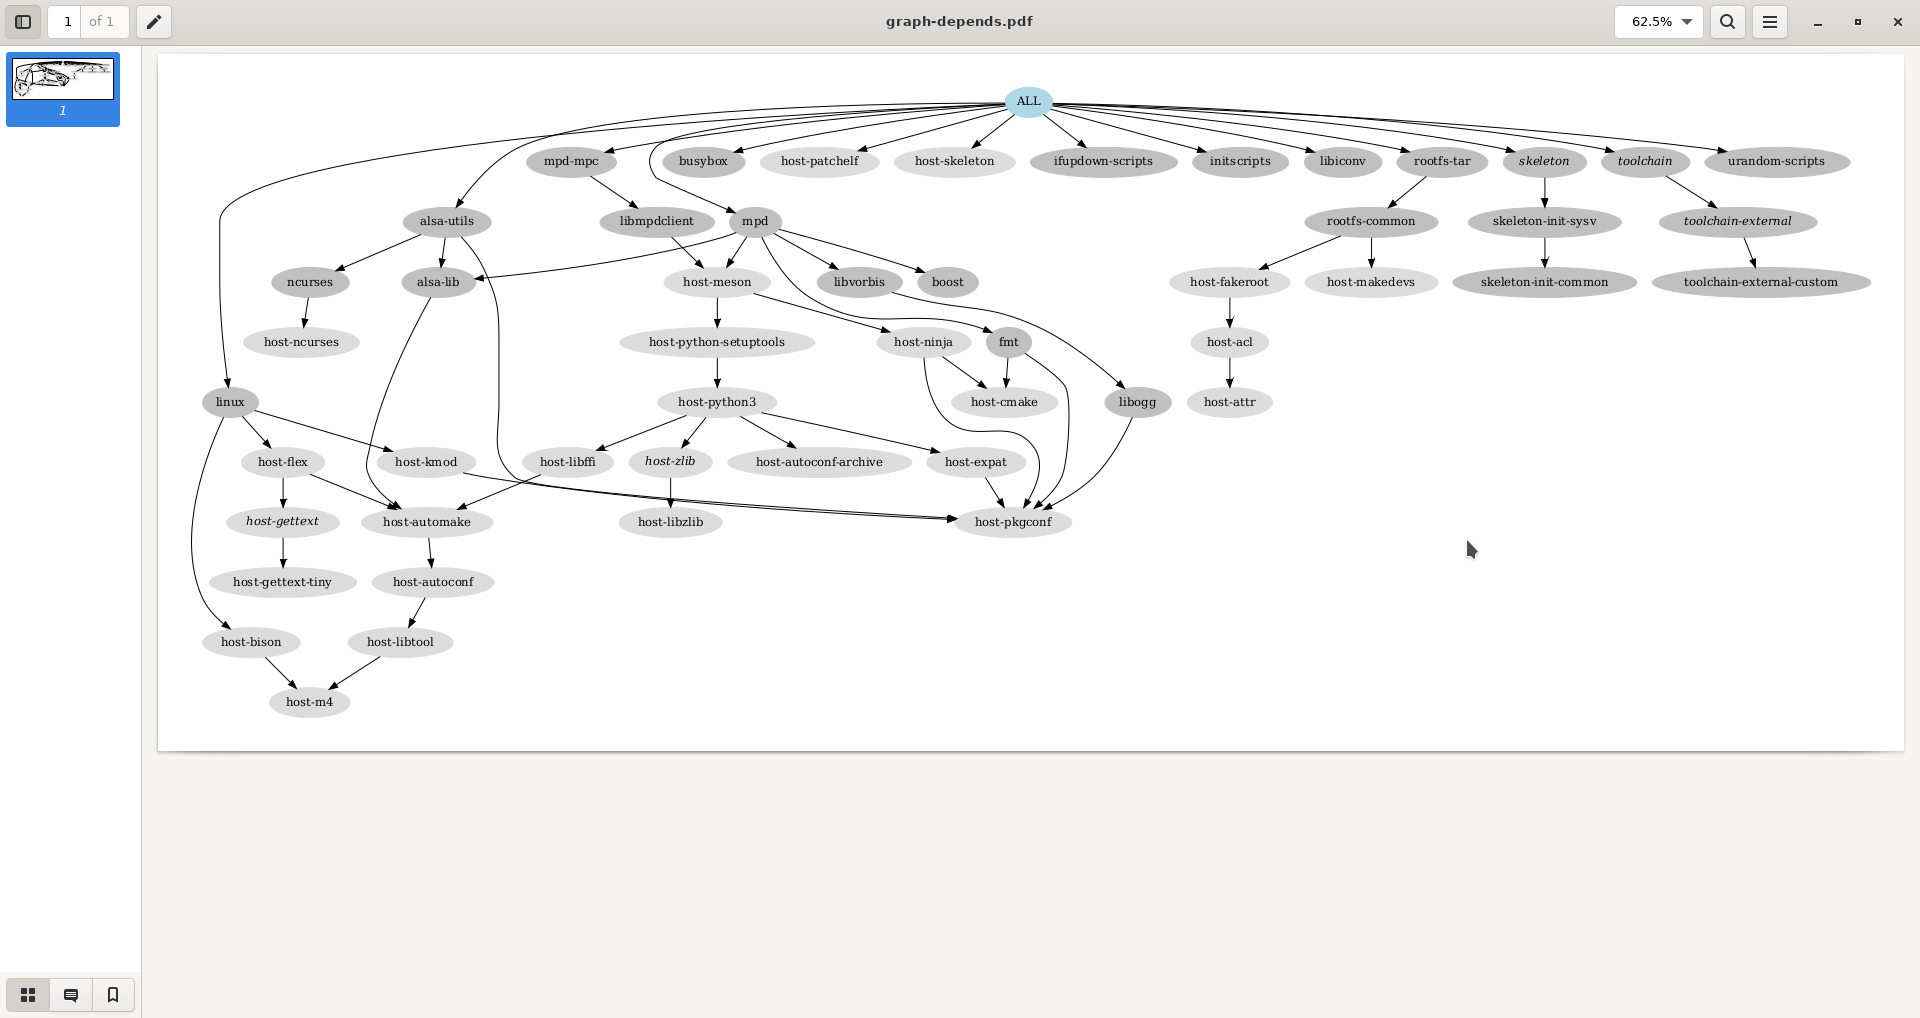 1 of 1
graph-depends.pdf
62.5%
1
ALL
mpd-mpc
busybox
host-patchelf
host-skeleton
ifupdown-scripts
initscripts
libiconv
rootfs-tar
skeleton
toolchain
urandom-scripts
alsa-utils
libmpdclient
mpd
rootfs-common
skeleton-init-sysv
toolchain-external
ncurses
alsa-lib
host-meson
libvorbis
boost
host-fakeroot
host-makedevs
skeleton-init-common
toolchain-external-custom
host-ncurses
host-python-setuptools
host-ninja
fmt
host-acl
linux
host-python3
host-cmake
libogg
host-attr
host-flex
host-kmod
host-libffi
host-zlib
host-autoconf-archive
host-expat
host-gettext
host-automake
host-libzlib
host-pkgconf
host-gettext-tiny
host-autoconf
host-bison
host-libtool
host-m4